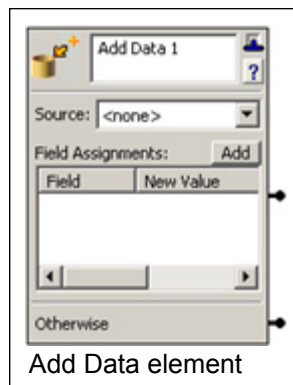 Add Data 1
?
Source: <none>
Field Assignments: Add
Field New Value
Otherwise
Add Data element